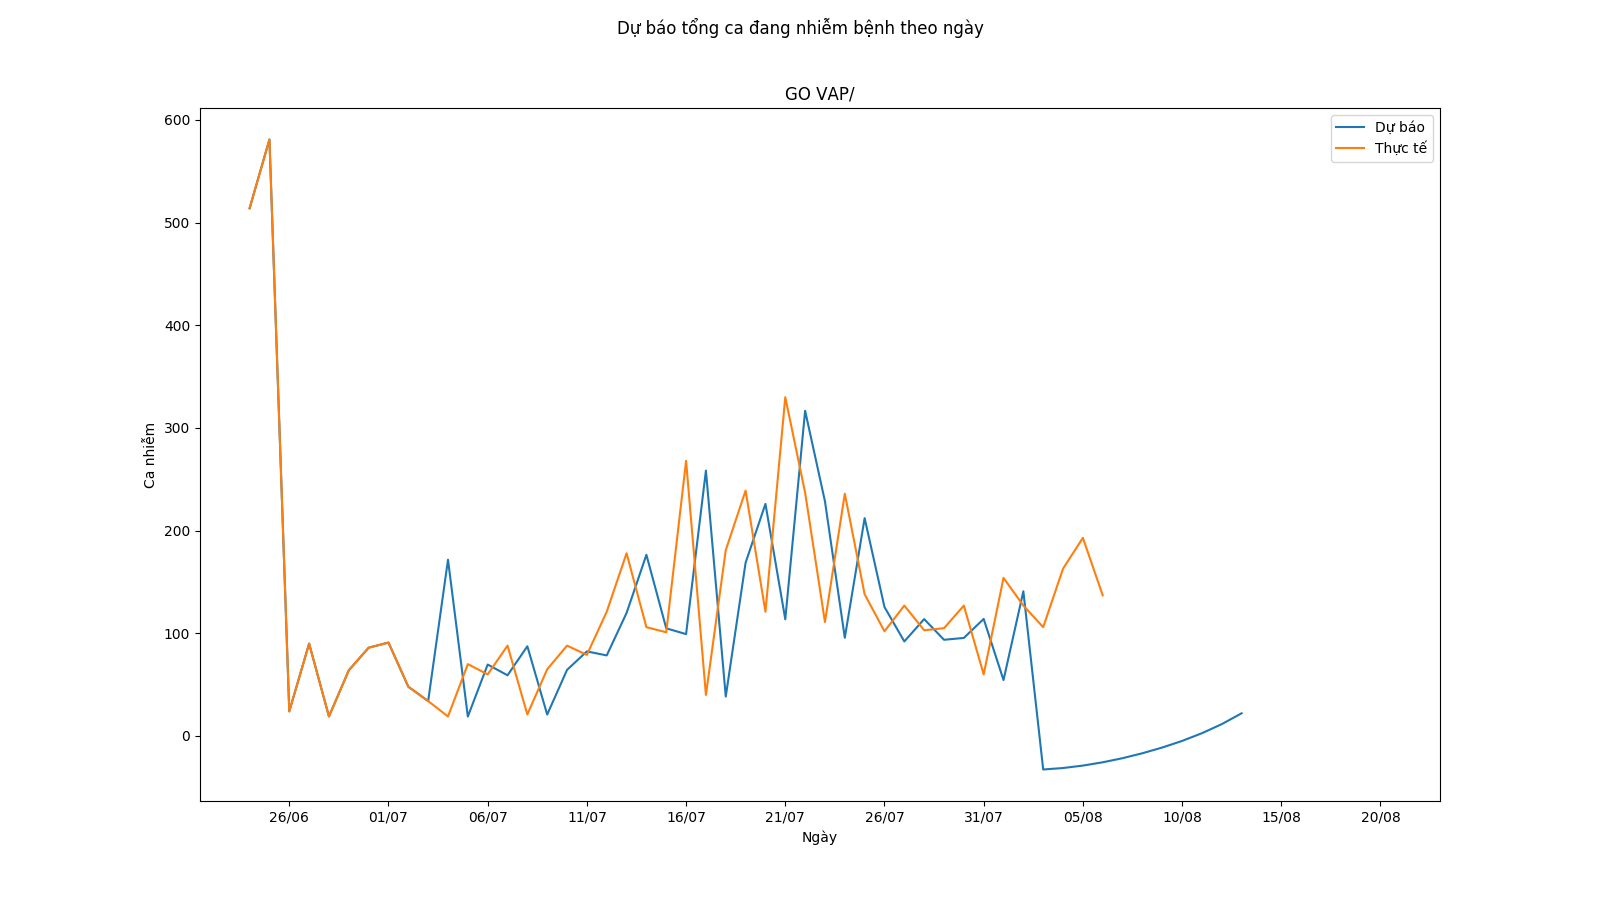 Dự báo tổng ca đang nhiễm bệnh theo ngày
GO VAP/
Dự báo
Thực tế
600
500
400
300
200
100
0
Ca nhiễm
26/06 01/07 06/07 11/07 16/07 21/07 26/07 31/07 05/08 10/08 15/08 20/08
Ngày